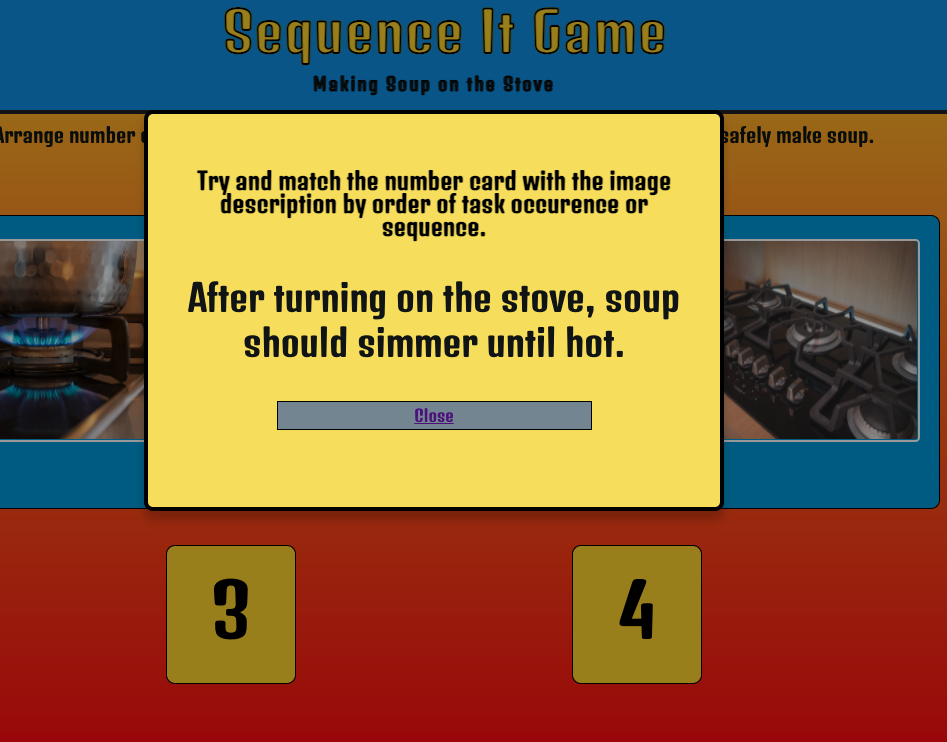 Sequence It Game
Making Soup on the Stove
Arrange number
safely make soup.
Try and match the number card with the image
description by order of task occurence or
sequence.
After turning on the stove, soup
should simmer until hot.
Close
3
4